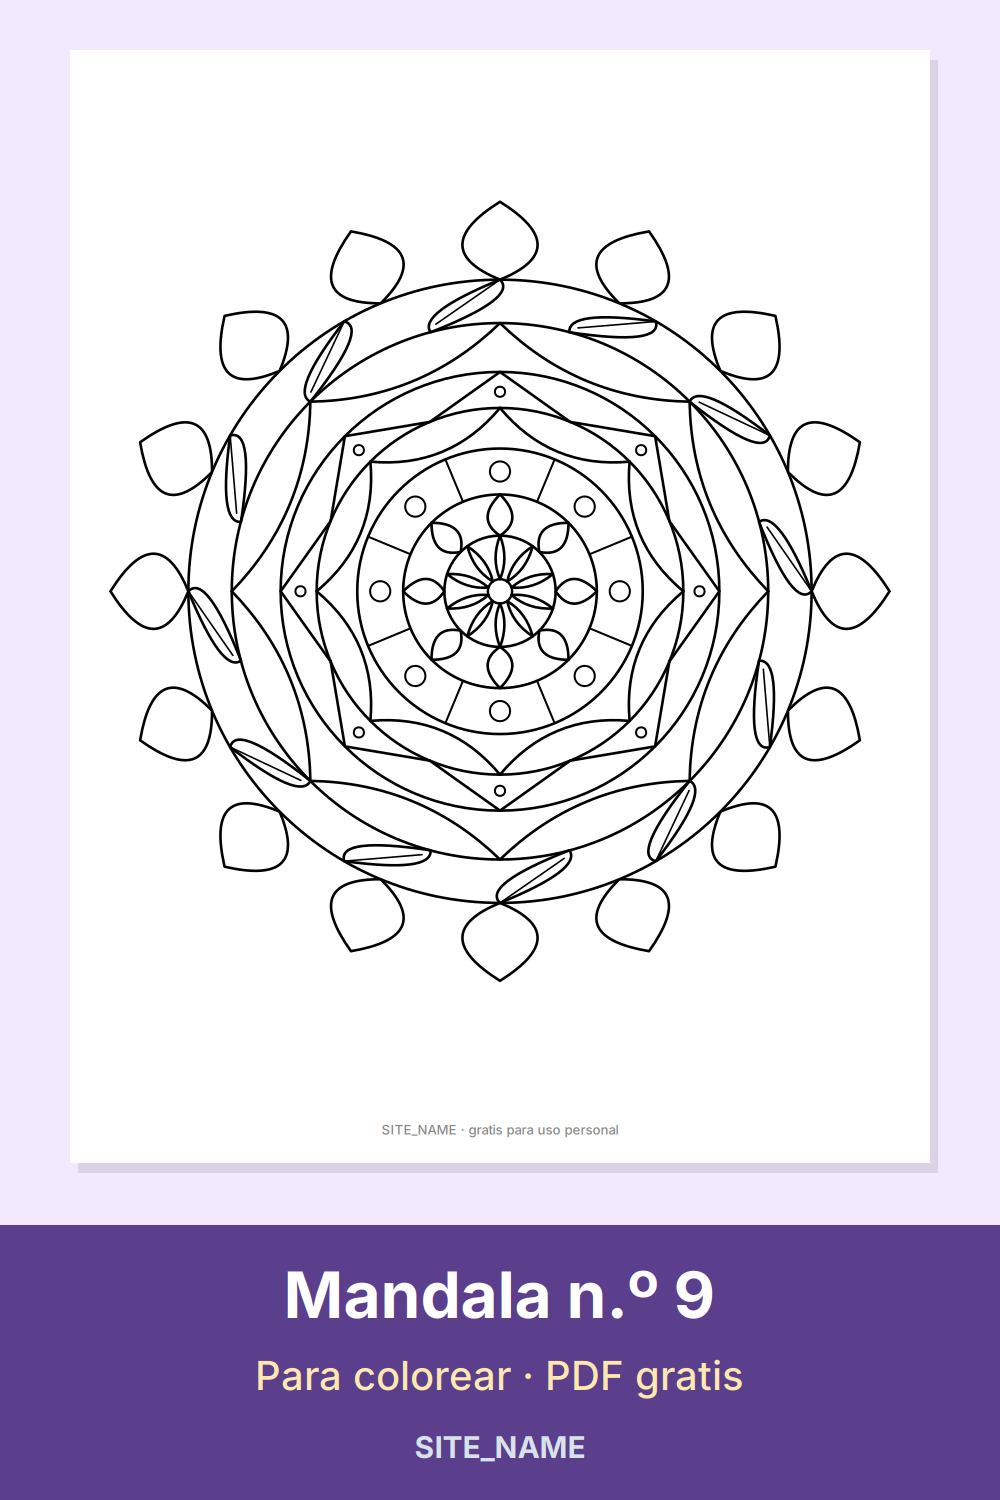 SITE_NAME · gratis para uso personal
Mandala n.º 9
Para colorear · PDF gratis
SITE_NAME